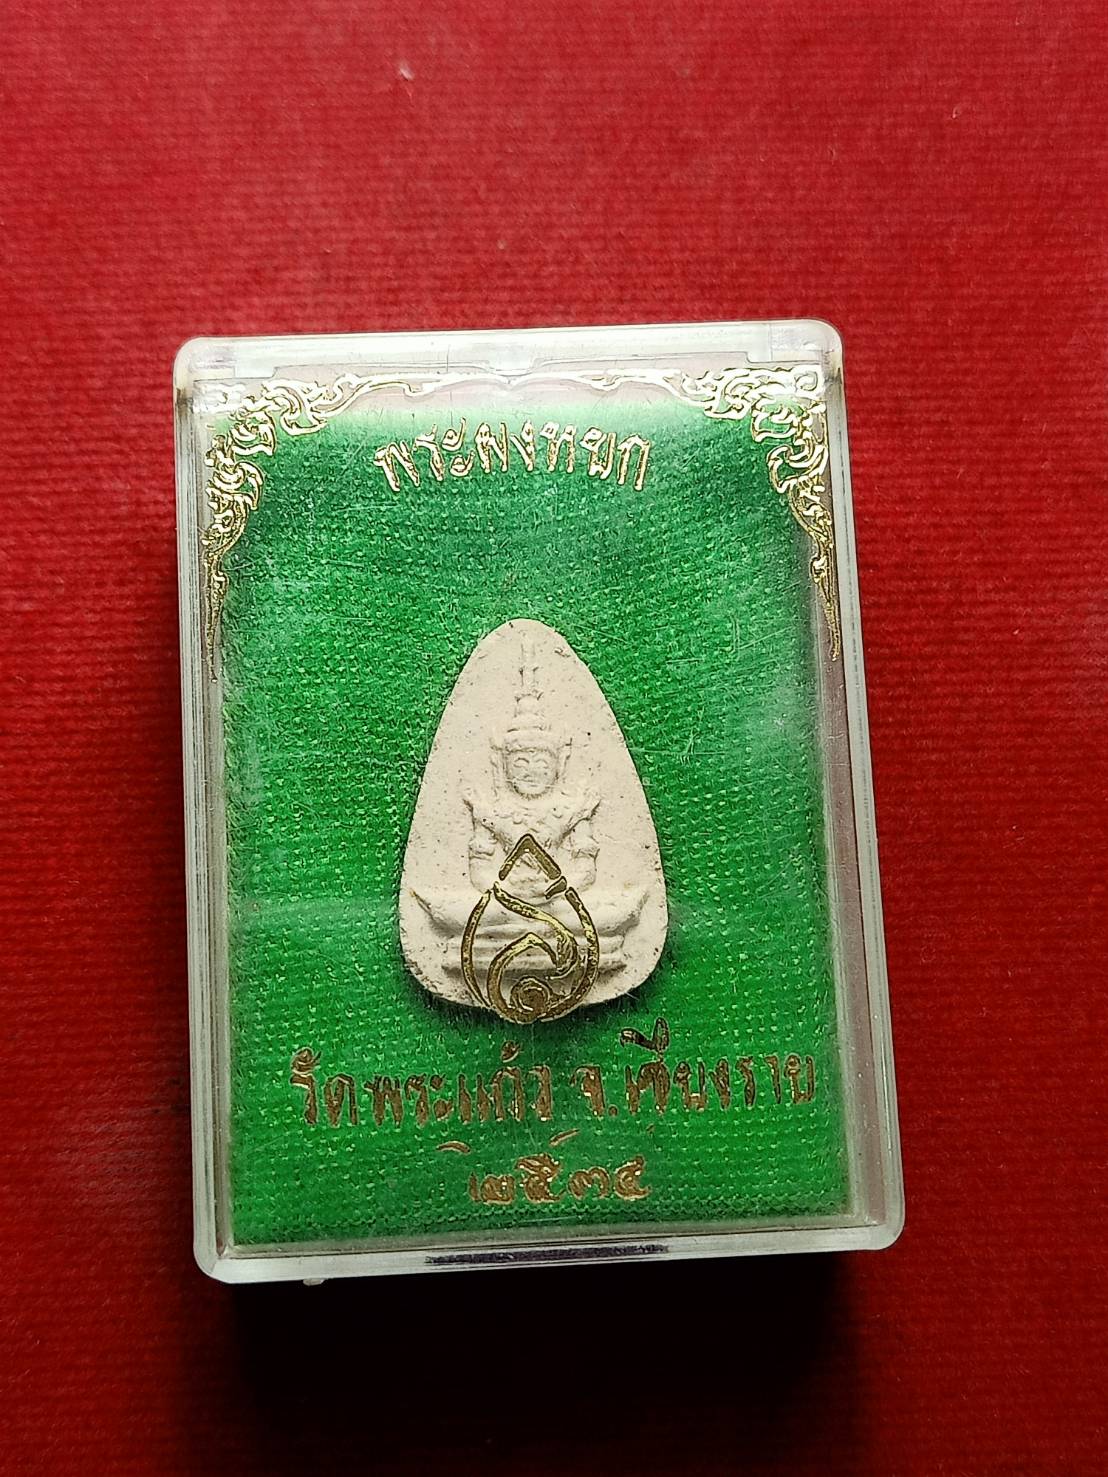 พระผงหยก
วัดพระแก้ว จ.เชียงราย
๒๕๓๕